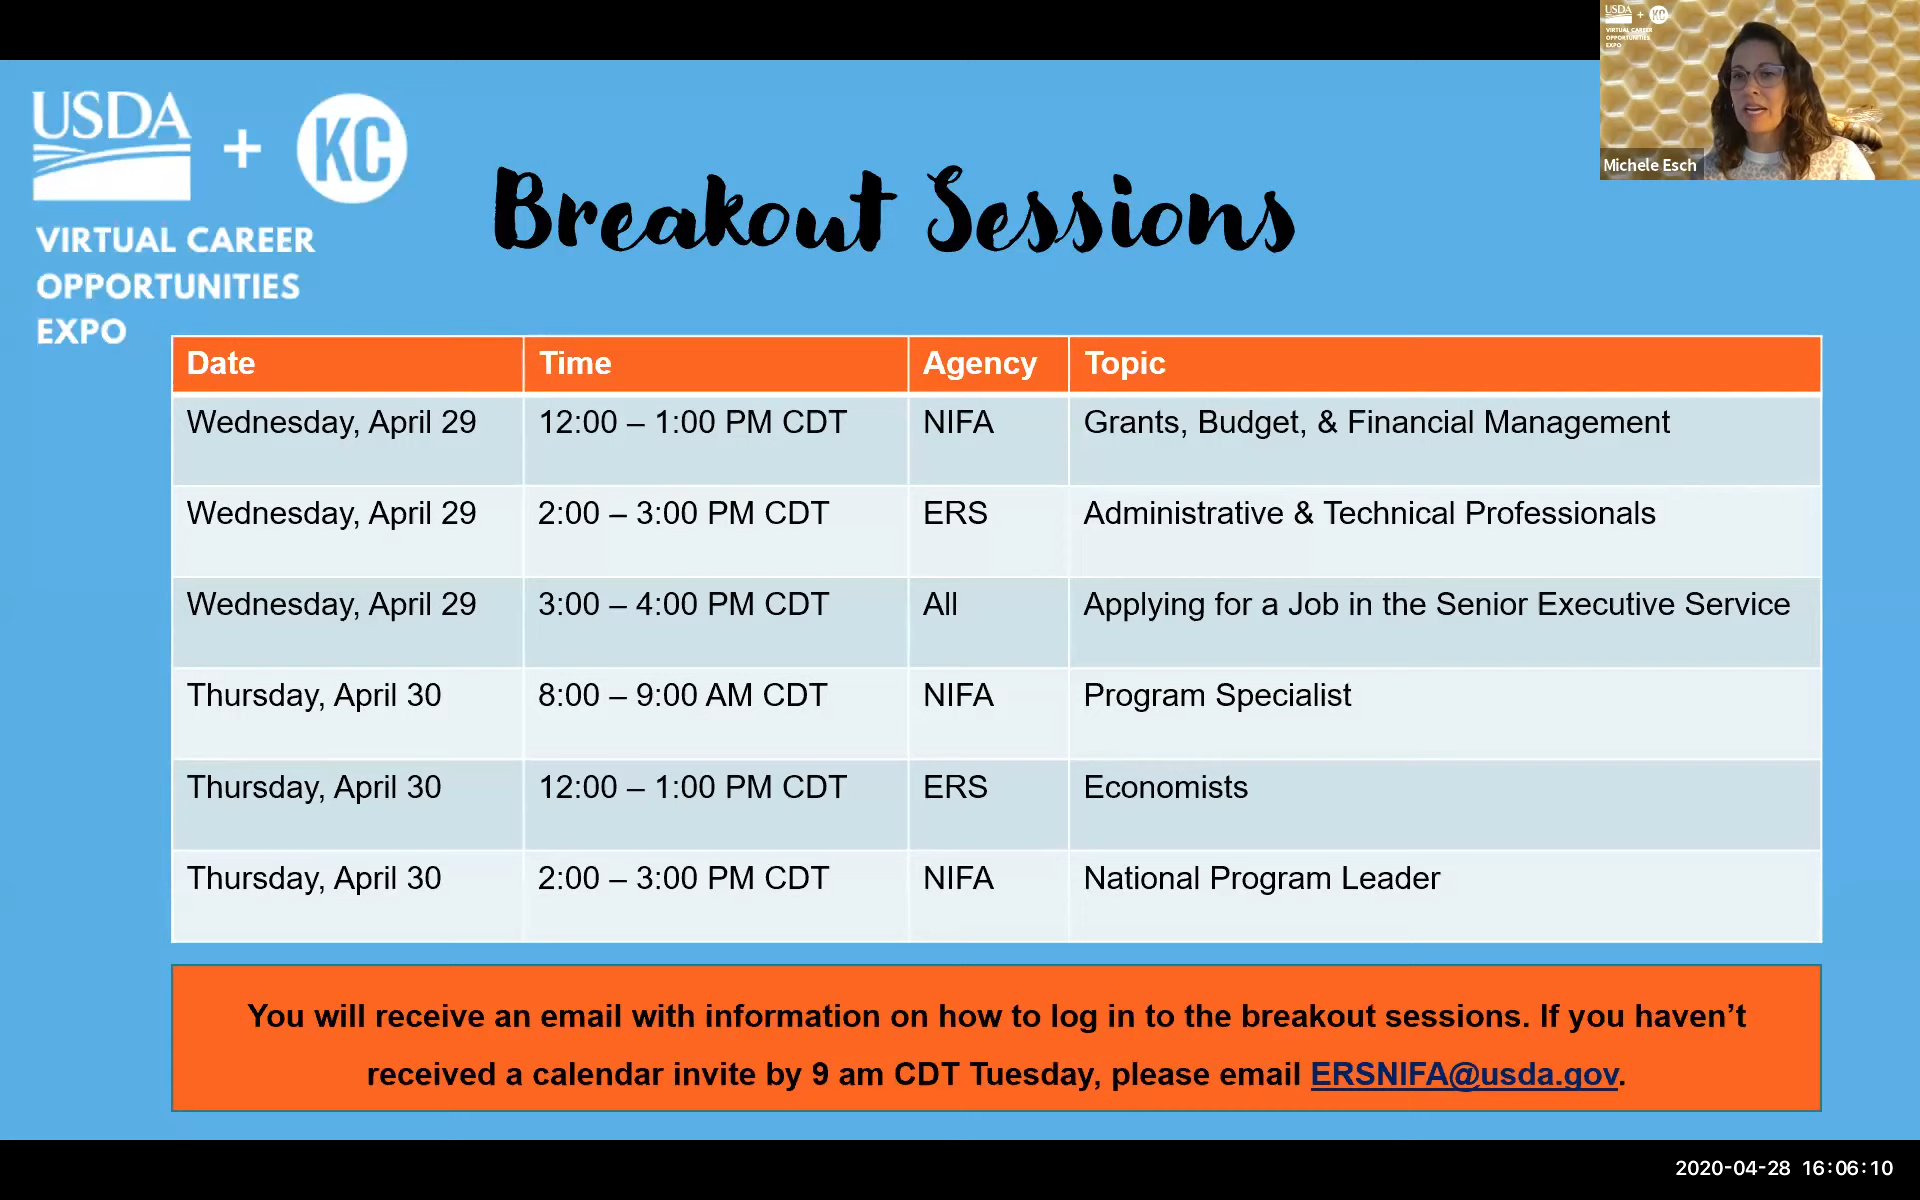 USDA + KC
VIRTUAL CAREER
OPPORTUNITIES
EXPO
Breakout Sessions
USDA + KC
VIRTUAL CAREER
OPPORTUNITIES
EXPO
Michele Esch
Date Time Agency Topic
Wednesday, April 29 12:00 – 1:00 PM CDT NIFA Grants, Budget, & Financial Management
Wednesday, April 29 2:00 – 3:00 PM CDT ERS Administrative & Technical Professionals
Wednesday, April 29 3:00 – 4:00 PM CDT All Applying for a Job in the Senior Executive Service
Thursday, April 30 8:00 – 9:00 AM CDT NIFA Program Specialist
Thursday, April 30 12:00 – 1:00 PM CDT ERS Economists
Thursday, April 30 2:00 – 3:00 PM CDT NIFA National Program Leader
You will receive an email with information on how to log in to the breakout sessions. If you haven’t
received a calendar invite by 9 am CDT Tuesday, please email ERSNIFA@usda.gov.
2020-04-28 16:06:10